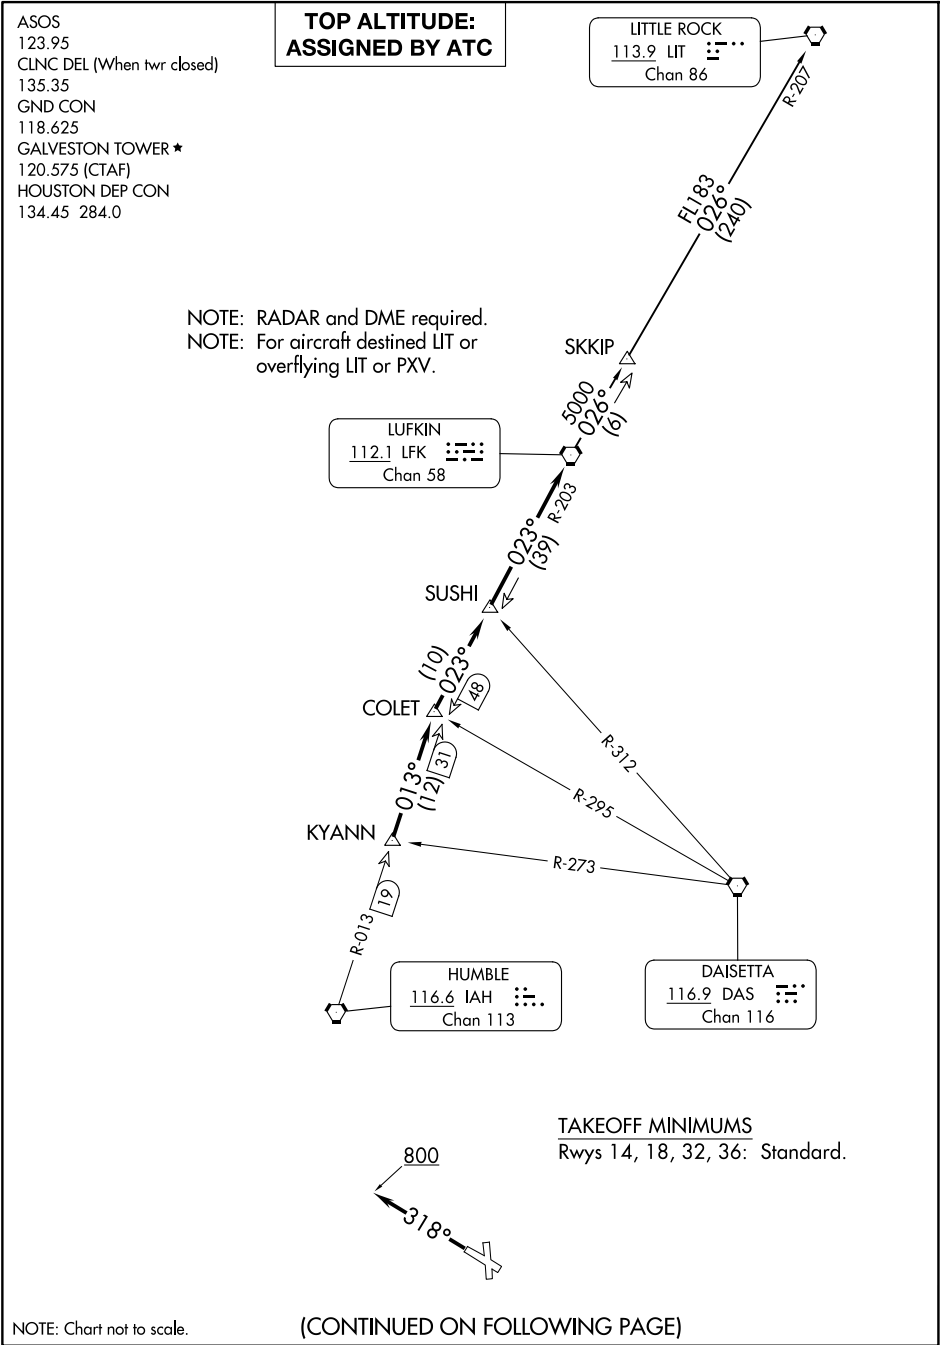 ASOS
123.95
CLNC DEL (When twr closed)
135.35
GND CON
118.625
GALVESTON TOWER ★
120.575 (CTAF)
HOUSTON DEP CON
134.45 284.0
TOP ALTITUDE:
ASSIGNED BY ATC
LITTLE ROCK
113.9 LIT
Chan 86
R-207
FL183
026°
(240)
NOTE: RADAR and DME required.
NOTE: For aircraft destined LIT or
overflying LIT or PXV.
SKKIP
5000
026°
(6)
LUFKIN
112.1 LFK
Chan 58
R-203
023°
(39)
SUSHI
(10)
023°
48
COLET
R-312
013°
(12)
31
R-295
KYANN
R-273
19
R-013
HUMBLE
116.6 IAH
Chan 113
DAISETTA
116.9 DAS
Chan 116
TAKEOFF MINIMUMS
Rwys 14, 18, 32, 36: Standard.
800
318°
NOTE: Chart not to scale.
(CONTINUED ON FOLLOWING PAGE)